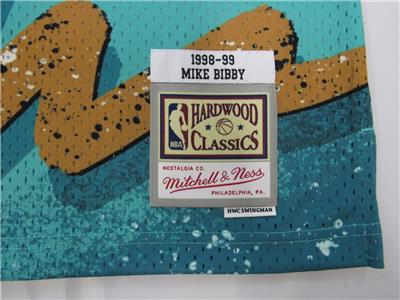 1998-99
MIKE BIBBY
NBA
HARDWOOD
CLASSICS
NOSTALGIA CO.
Mitchell & Ness
PHILADELPHIA, PA.
HWC SWINGMAN